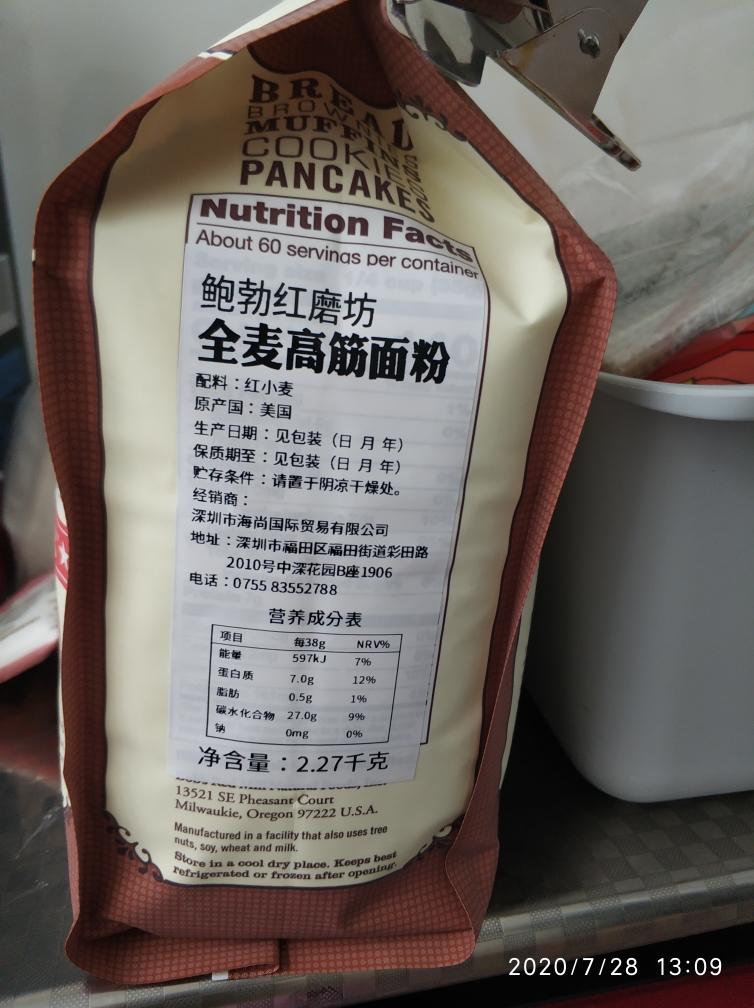 BREAD
BROWNIES
MUFFINS
COOKIES
PANCAKES
Nutrition Facts
About 60 servings per container
鲍勃红磨坊
全麦高筋面粉
配料：红小麦
原产国：美国
生产日期：见包装（日 月 年）
保质期至：见包装（日 月 年）
贮存条件：请置于阴凉干燥处。
经销商：
深圳市海尚国际贸易有限公司
地址：深圳市福田区福田街道彩田路
2010号中深花园B座1906
电话：0755 83552788
营养成分表
项目 每38g NRV%
能量 597kJ 7%
蛋白质 7.0g 12%
脂肪 0.5g 1%
碳水化合物 27.0g 9%
钠 0mg 0%
净含量：2.27千克
13521 SE Pheasant Court
Milwaukie, Oregon 97222 U.S.A.
Manufactured in a facility that also uses tree
nuts, soy, wheat and milk.
Store in a cool dry place. Keeps best
refrigerated or frozen after opening.
2020/7/28 13:09